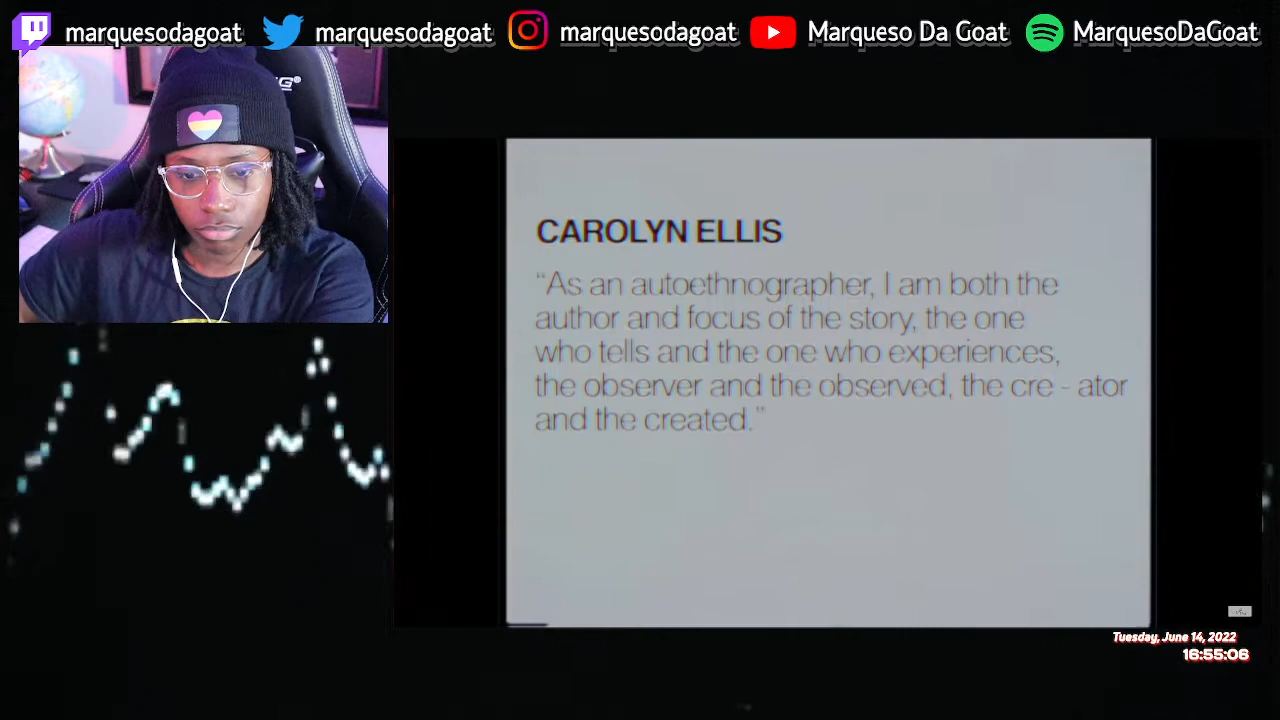 marquesodagoat marquesodagoat marquesodagoat Marqueso Da Goat MarquesoDaGoat
CAROLYN ELLIS
“As an autoethnographer, I am both the
author and focus of the story, the one
who tells and the one who experiences,
the observer and the observed, the cre - ator
and the created.”
Tuesday, June 14, 2022
16:55:06